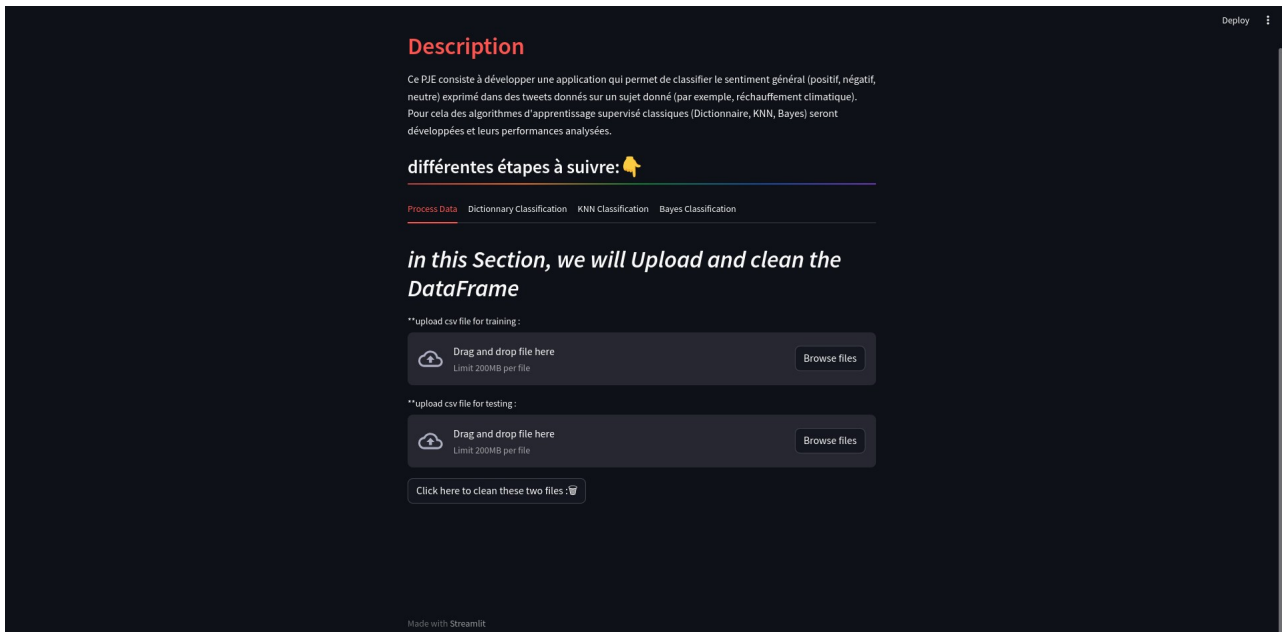 Deploy
Description
Ce PJE consiste à développer une application qui permet de classifier le sentiment général (positif, négatif,
neutre) exprimé dans des tweets donnés sur un sujet donné (par exemple, réchauffement climatique).
Pour cela des algorithmes d'apprentissage supervisé classiques (Dictionnaire, KNN, Bayes) seront
développées et leurs performances analysées.
différentes étapes à suivre:👇
Process Data Dictionnary Classification KNN Classification Bayes Classification
in this Section, we will Upload and clean the
DataFrame
**upload csv file for training :
Drag and drop file here
Limit 200MB per file
Browse files
**upload csv file for testing :
Drag and drop file here
Limit 200MB per file
Browse files
Click here to clean these two files :🗑️
Made with Streamlit